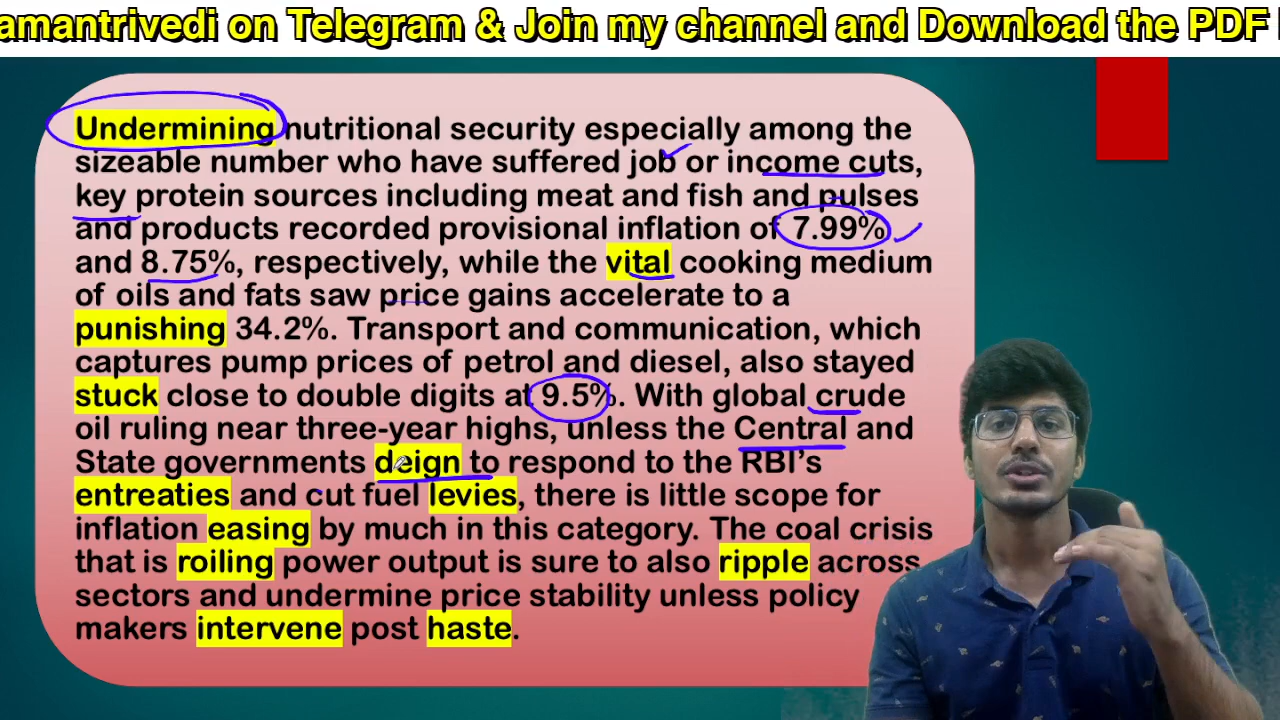 amantrivedi on Telegram & Join my channel and Download the PDF
Undermining nutritional security especially among the
sizeable number who have suffered job or income cuts,
key protein sources including meat and fish and pulses
and products recorded provisional inflation of 7.99%
and 8.75%, respectively, while the vital cooking medium
of oils and fats saw price gains accelerate to a
punishing 34.2%. Transport and communication, which
captures pump prices of petrol and diesel, also stayed
stuck close to double digits at 9.5%. With global crude
oil ruling near three-year highs, unless the Central and
State governments deign to respond to the RBI's
entreaties and cut fuel levies, there is little scope for
inflation easing by much in this category. The coal crisis
that is roiling power output is sure to also ripple across
sectors and undermine price stability unless policy
makers intervene post haste.